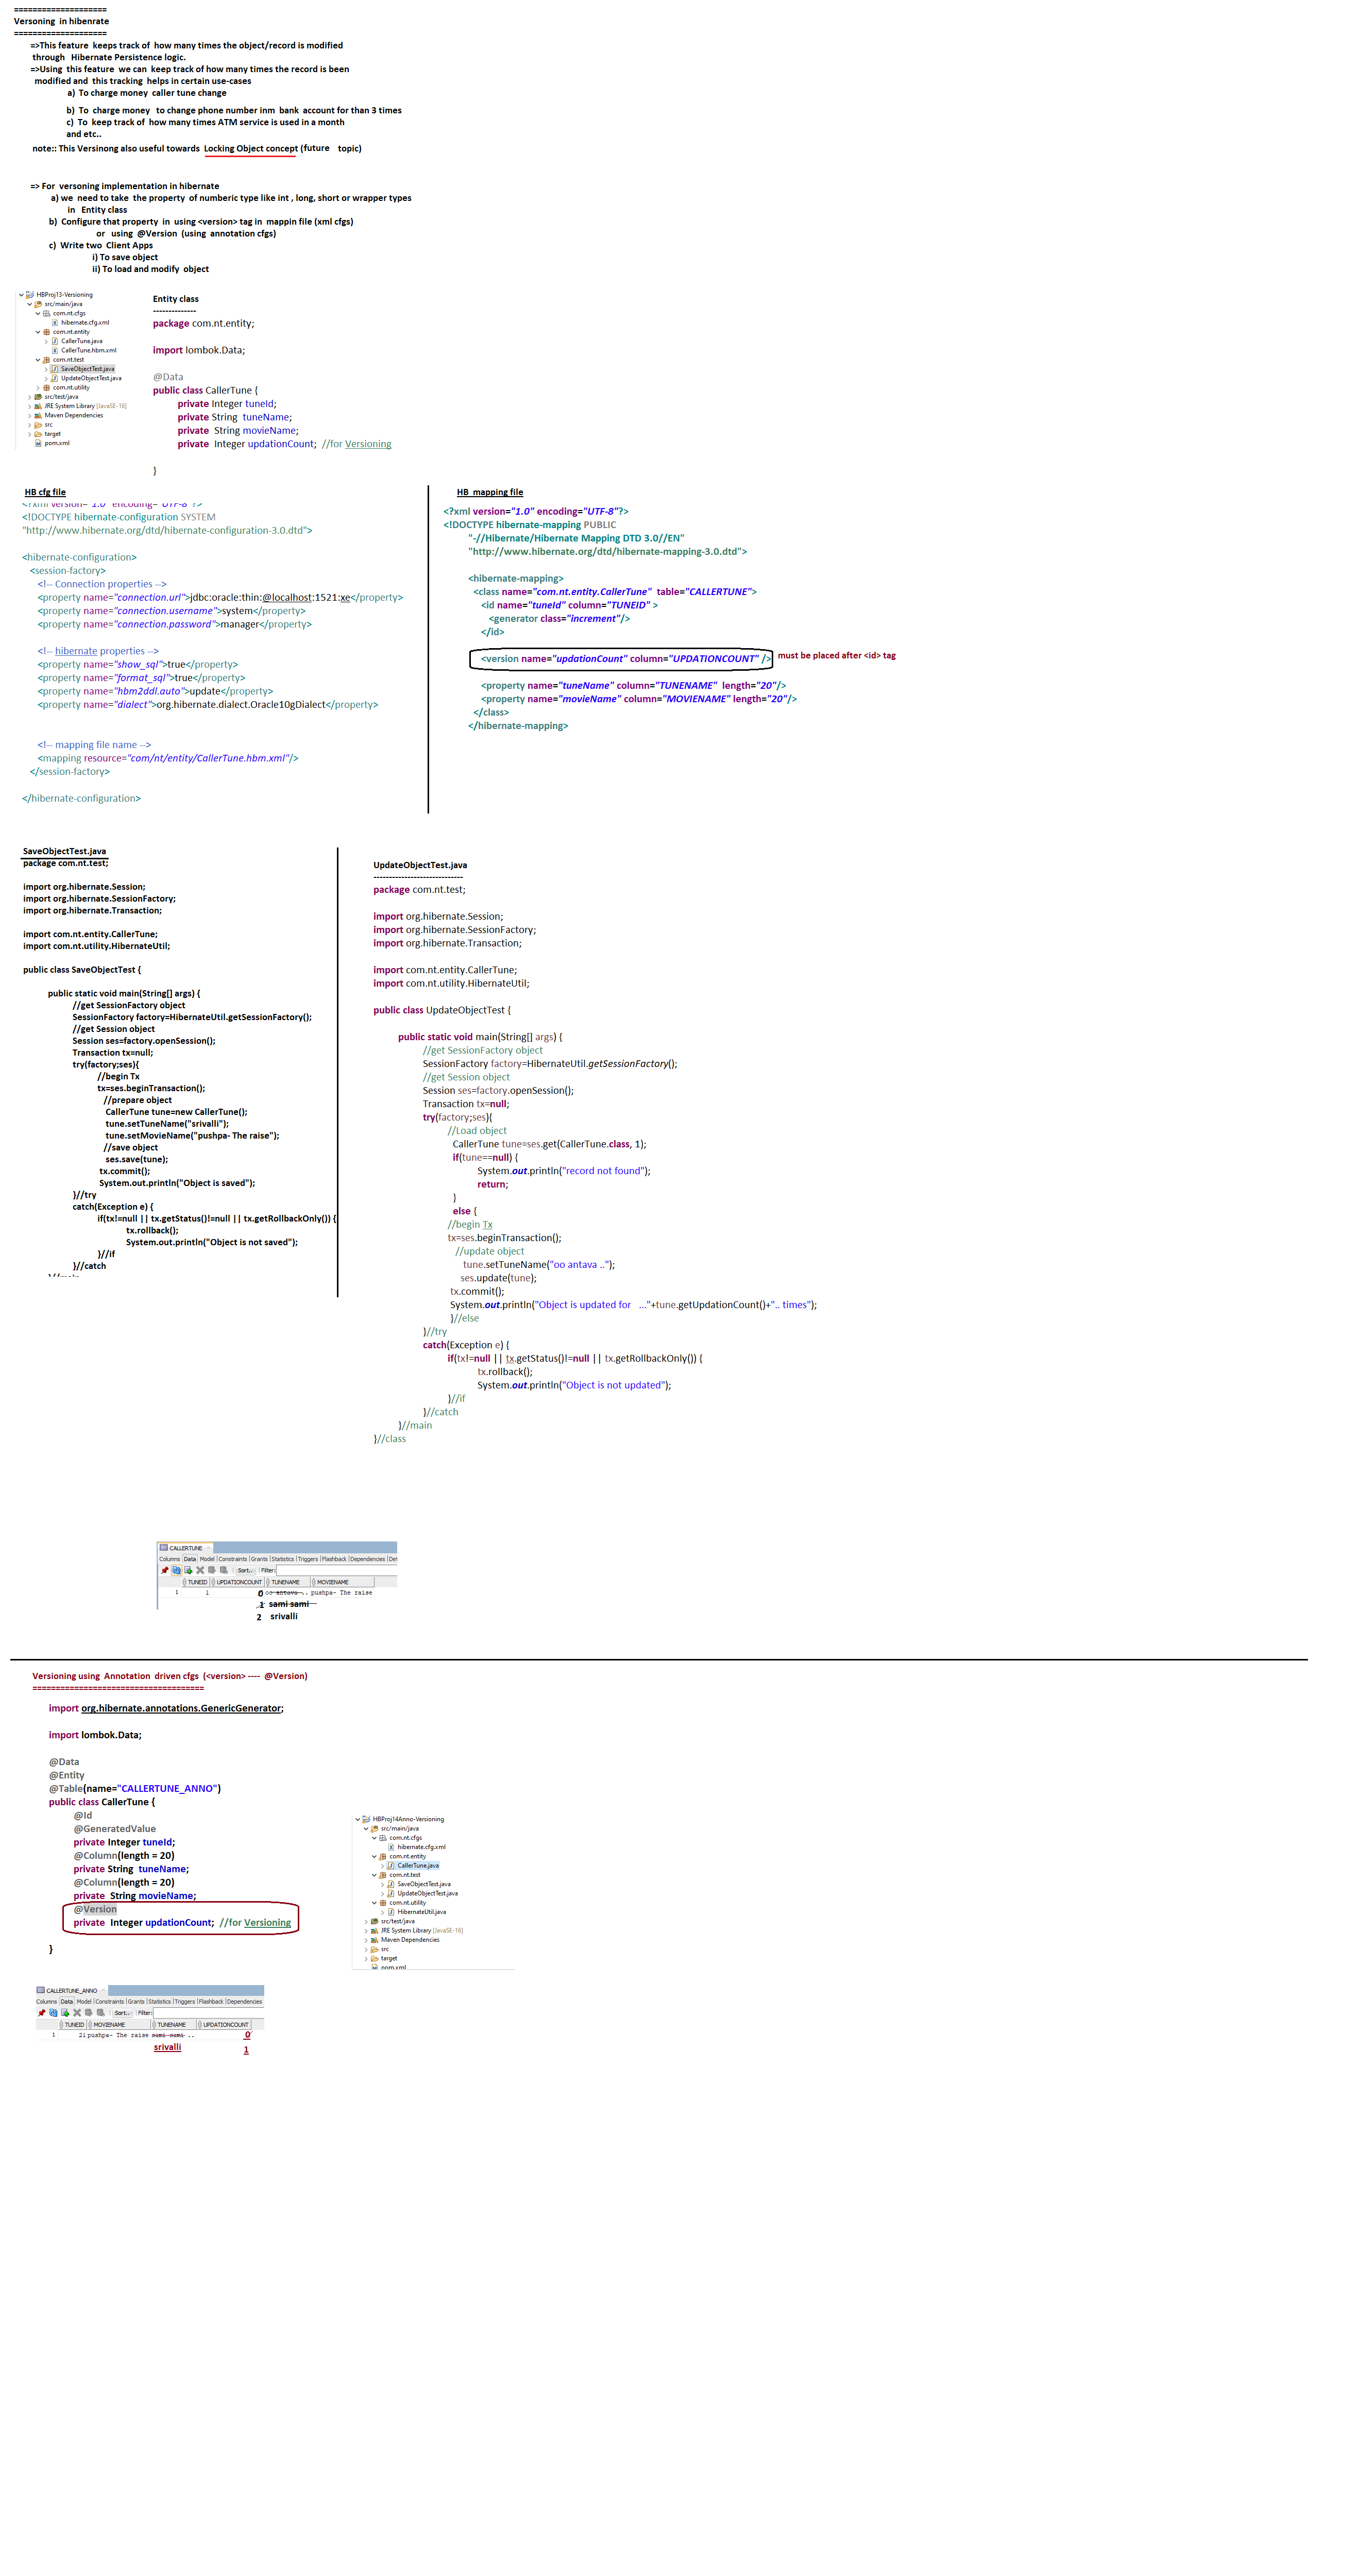 ====================
Versoning  in hibenrate
====================
=>This feature  keeps track of  how many times the object/record is modified
through   Hibernate Persistence logic.
=>Using  this feature  we can  keep track of how many times the record is been
modified and  this tracking  helps in certain use-cases
a)  To charge money  caller tune change
b)  To  charge money   to change phone number inm  bank  account for than 3 times
c)  To  keep track of  how many times ATM service is used in a month
and etc..
note:: This Versinong also useful towards  Locking Object concept (future   topic)
=> For  versoning implementation in hibernate
a) we  need to take  the property  of numberic type like int , long, short or wrapper types
in   Entity class
b)  Configure that property  in  using <version> tag in  mappin file (xml cfgs)
or   using  @Version  (using  annotation cfgs)
c)  Write two  Client Apps
i) To save object
ii) To load and modify  object
HBProj13-Versioning
src/main/java
com.nt.cfgs
hibernate.cfg.xml
com.nt.entity
CallerTune.java
CallerTune.hbm.xml
com.nt.test
SaveObjectTest.java
UpdateObjectTest.java
com.nt.utility
src/test/java
JRE System Library [JavaSE-16]
Maven Dependencies
src
target
pom.xml
Entity class
--------------
package com.nt.entity;
import lombok.Data;
@Data
public class CallerTune {
private Integer tuneId;
private String  tuneName;
private  String movieName;
private  Integer updationCount;  //for Versioning
}
HB cfg file
<?xml version="1.0" encoding="UTF-8"?>
<!DOCTYPE hibernate-configuration SYSTEM
"http://www.hibernate.org/dtd/hibernate-configuration-3.0.dtd">
<hibernate-configuration>
<session-factory>
<!-- Connection properties -->
<property name="connection.url">jdbc:oracle:thin:@localhost:1521:xe</property>
<property name="connection.username">system</property>
<property name="connection.password">manager</property>
<!-- hibernate properties -->
<property name="show_sql">true</property>
<property name="format_sql">true</property>
<property name="hbm2ddl.auto">update</property>
<property name="dialect">org.hibernate.dialect.Oracle10gDialect</property>
<!-- mapping file name -->
<mapping resource="com/nt/entity/CallerTune.hbm.xml"/>
</session-factory>
</hibernate-configuration>
HB  mapping file
<?xml version="1.0" encoding="UTF-8"?>
<!DOCTYPE hibernate-mapping PUBLIC
"-//Hibernate/Hibernate Mapping DTD 3.0//EN"
"http://www.hibernate.org/dtd/hibernate-mapping-3.0.dtd">
<hibernate-mapping>
<class name="com.nt.entity.CallerTune"  table="CALLERTUNE">
<id name="tuneId" column="TUNEID" >
<generator class="increment"/>
</id>
<version name="updationCount" column="UPDATIONCOUNT" />  must be placed after <id> tag
<property name="tuneName" column="TUNENAME"  length="20"/>
<property name="movieName" column="MOVIENAME" length="20"/>
</class>
</hibernate-mapping>
SaveObjectTest.java
package com.nt.test;
import org.hibernate.Session;
import org.hibernate.SessionFactory;
import org.hibernate.Transaction;
import com.nt.entity.CallerTune;
import com.nt.utility.HibernateUtil;
public class SaveObjectTest {
public static void main(String[] args) {
//get SessionFactory object
SessionFactory factory=HibernateUtil.getSessionFactory();
//get Session object
Session ses=factory.openSession();
Transaction tx=null;
try(factory;ses){
//begin Tx
tx=ses.beginTransaction();
//prepare object
CallerTune tune=new CallerTune();
tune.setTuneName("srivalli");
tune.setMovieName("pushpa- The raise");
//save object
ses.save(tune);
tx.commit();
System.out.println("Object is saved");
}//try
catch(Exception e) {
if(tx!=null || tx.getStatus()!=null || tx.getRollbackOnly()) {
tx.rollback();
System.out.println("Object is not saved");
}//if
}//catch
}//main
UpdateObjectTest.java
-----------------------------
package com.nt.test;
import org.hibernate.Session;
import org.hibernate.SessionFactory;
import org.hibernate.Transaction;
import com.nt.entity.CallerTune;
import com.nt.utility.HibernateUtil;
public class UpdateObjectTest {
public static void main(String[] args) {
//get SessionFactory object
SessionFactory factory=HibernateUtil.getSessionFactory();
//get Session object
Session ses=factory.openSession();
Transaction tx=null;
try(factory;ses){
//Load object
CallerTune tune=ses.get(CallerTune.class, 1);
if(tune==null) {
System.out.println("record not found");
return;
}
else {
//begin Tx
tx=ses.beginTransaction();
//update object
tune.setTuneName("oo antava ..");
ses.update(tune);
tx.commit();
System.out.println("Object is updated for   ..."+tune.getUpdationCount()+".. times");
}//else
}//try
catch(Exception e) {
if(tx!=null || tx.getStatus()!=null || tx.getRollbackOnly()) {
tx.rollback();
System.out.println("Object is not updated");
}//if
}//catch
}//main
}//class
CALLERTUNE
Columns Data Model Constraints Grants Statistics Triggers Flashback Dependencies Det
Sort.. Filter:
TUNEID UPDATIONCOUNT TUNENAME MOVIENAME
1 1 0 oo antava .. pushpa- The raise
1 sami sami
2 srivalli
Versioning using  Annotation  driven cfgs  (<version> ----  @Version)
=====================================
import org.hibernate.annotations.GenericGenerator;
import lombok.Data;
@Data
@Entity
@Table(name="CALLERTUNE_ANNO")
public class CallerTune {
@Id
@GeneratedValue
private Integer tuneId;
@Column(length = 20)
private String  tuneName;
@Column(length = 20)
private  String movieName;
@Version
private  Integer updationCount;  //for Versioning
}
HBProj14Anno-Versioning
src/main/java
com.nt.cfgs
hibernate.cfg.xml
com.nt.entity
CallerTune.java
com.nt.test
SaveObjectTest.java
UpdateObjectTest.java
com.nt.utility
HibernateUtil.java
src/test/java
JRE System Library [JavaSE-16]
Maven Dependencies
src
target
pom.xml
CALLERTUNE_ANNO
Columns Data Model Constraints Grants Statistics Triggers Flashback Dependencies
Sort.. Filter:
TUNEID MOVIENAME TUNENAME UPDATIONCOUNT
1 21 pushpa- The raise sami sami .. 0
srivalli 1